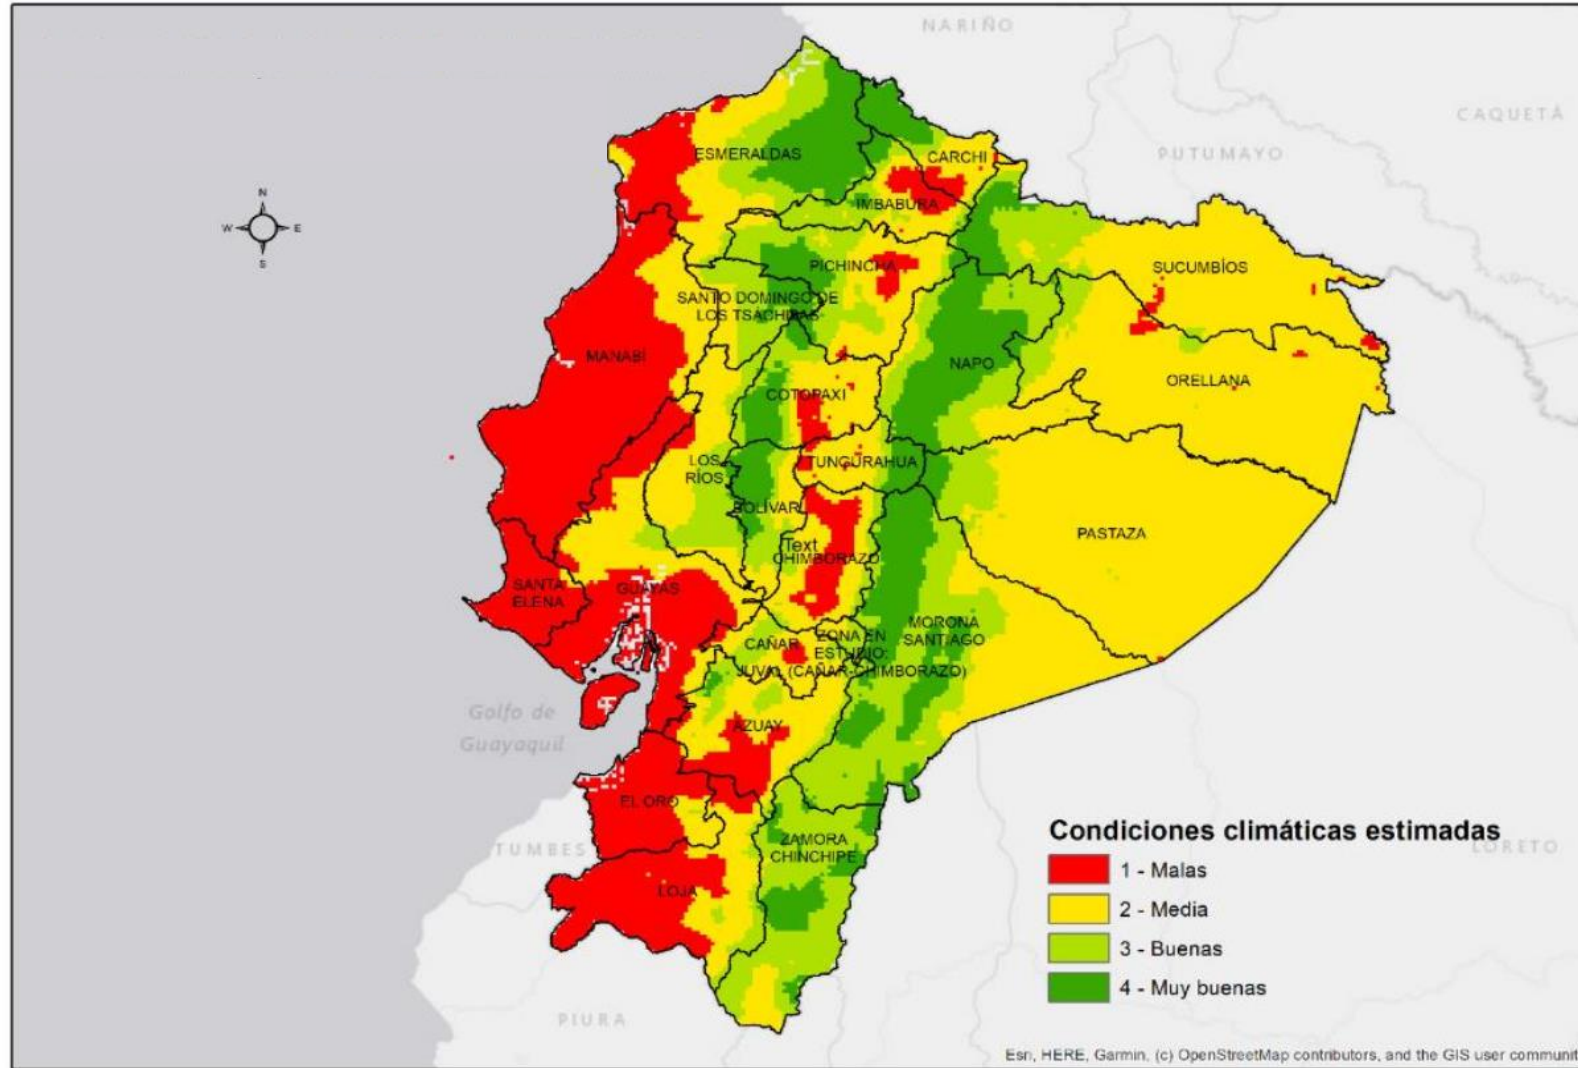 NARIÑO
CAQUETÁ
PUTUMAYO
ESMERALDAS
CARCHI
IMBABURA
N
W
E
S
PICHINCHA
SUCUMBÍOS
SANTO DOMINGO DE
LOS TSÁCHILAS
MANABÍ
NAPO
ORELLANA
COTOPAXI
LOS
RÍOS
TUNGURAHUA
BOLÍVAR
PASTAZA
Text
CHIMBORAZO
SANTA
ELENA
GUAYAS
MORONA
SANTIAGO
CAÑAR
ZONA EN
ESTUDIO:
JUVAL (CAÑAR-CHIMBORAZO)
Golfo de
Guayaquil
AZUAY
EL ORO
TUMBES
ZAMORA
CHINCHIPE
LOJA
LORETO
PIURA
Condiciones climáticas estimadas
1 - Malas
2 - Media
3 - Buenas
4 - Muy buenas
Esri, HERE, Garmin, (c) OpenStreetMap contributors, and the GIS user communit